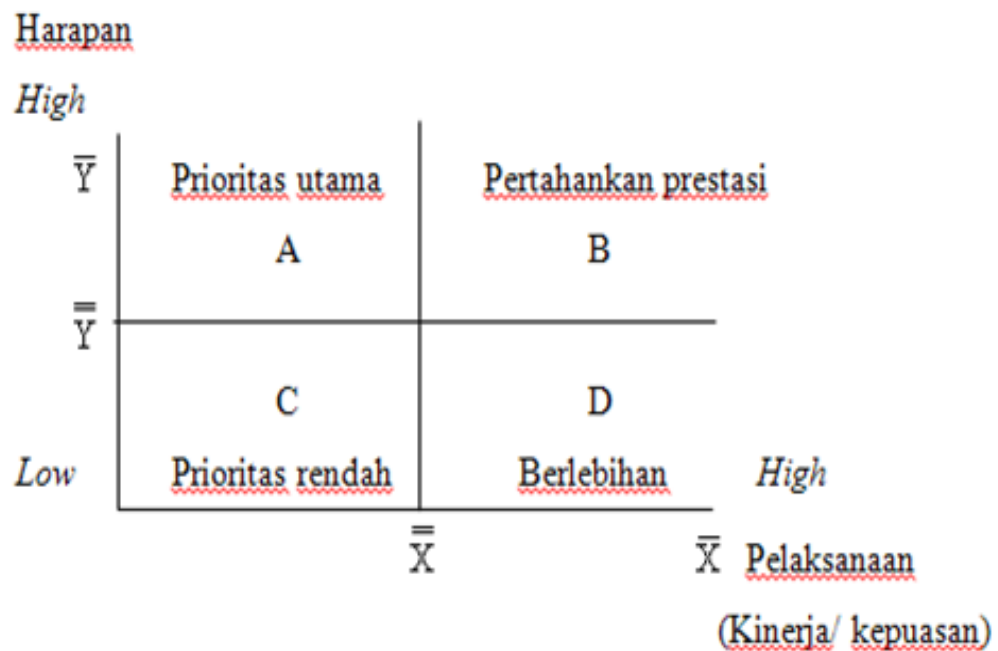 Harapan
High
Y̅
Prioritas utama
Pertahankan prestasi
A
B
Y̿
C
D
Low
Prioritas rendah
Berlebihan
High
X̿
X̅
Pelaksanaan
(Kinerja/ kepuasan)